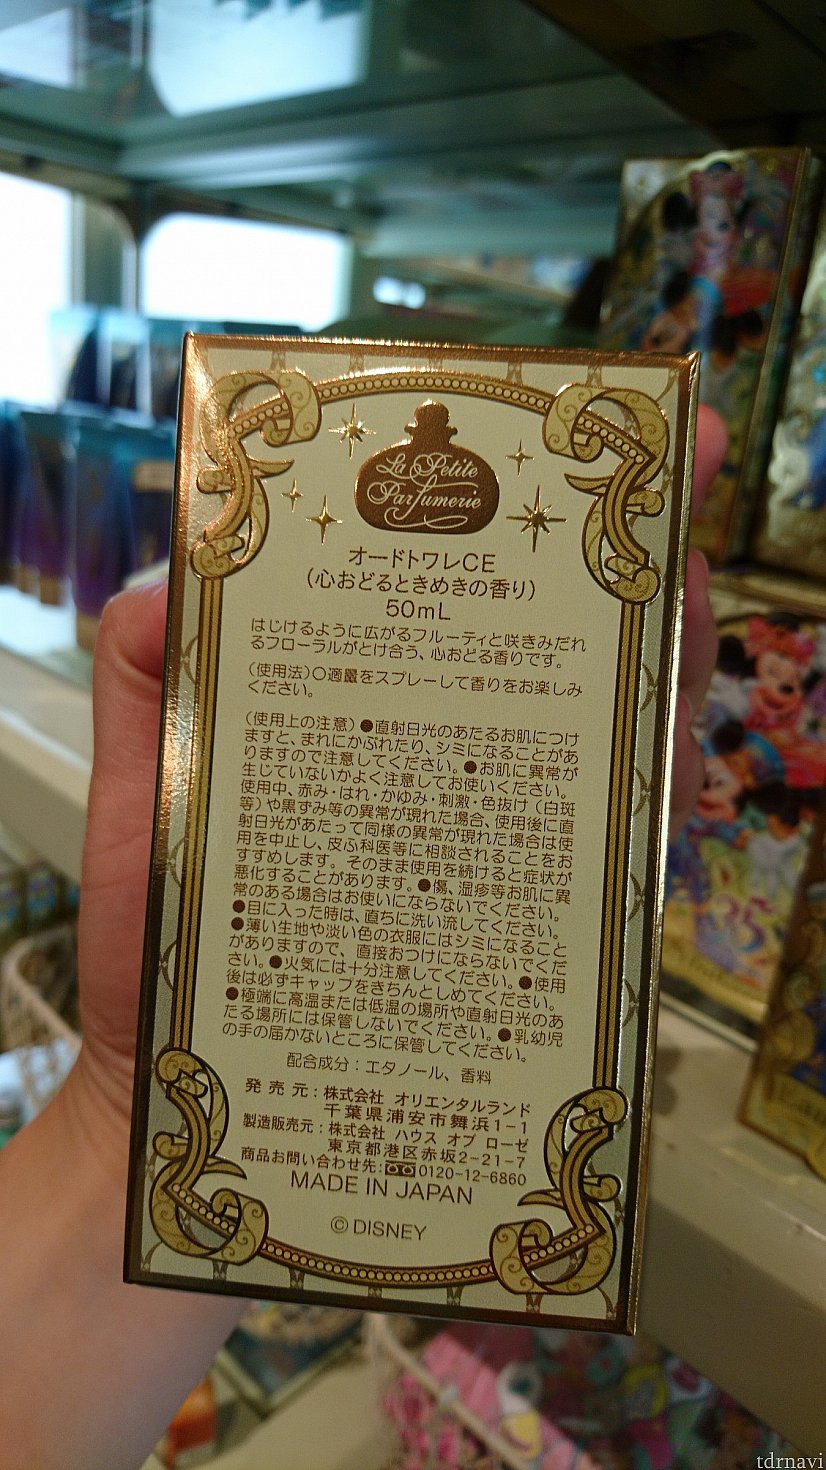 La Petite
Parfumerie
オードトワレCE
(心おどるときめきの香り)
50mL
はじけるように広がるフルーティと咲きみだれ
るフローラルがとけ合う、心おどる香りです。
(使用法)○適量をスプレーして香りをお楽しみ
ください。
(使用上の注意)●直射日光のあたるお肌につけ
ますと、まれにかぶれたり、シミになることがあ
りますので注意してください。●お肌に異常が
生じていないかよく注意してお使いください。
使用中、赤み・はれ・かゆみ・刺激・色抜け(白斑
等)や黒ずみ等の異常が現れた場合、使用後に直
射日光があたって同様の異常が現れた場合は使
用を中止し、皮ふ科医等に相談されることをお
すすめします。そのまま使用を続けると症状が
悪化することがあります。●傷、湿疹等お肌に異
常のある場合はお使いにならないでください。
●目に入った時は、直ちに洗い流してください。
●薄い生地や淡い色の衣服にはシミになること
がありますので、直接おつけにならないでくだ
さい。●火気には十分注意してください。●使用
後は必ずキャップをきちんとしめてください。
●極端に高温または低温の場所や直射日光のあ
たる場所には保管しないでください。●乳幼児
の手の届かないところに保管してください。
配合成分:エタノール、香料
発売元:株式会社 オリエンタルランド
千葉県浦安市舞浜1-1
製造販売元:株式会社 ハウス オブ ローゼ
東京都港区赤坂2-21-7
商品お問い合わせ先:0120-12-6860
MADE IN JAPAN
©DISNEY
35
tdrnavi